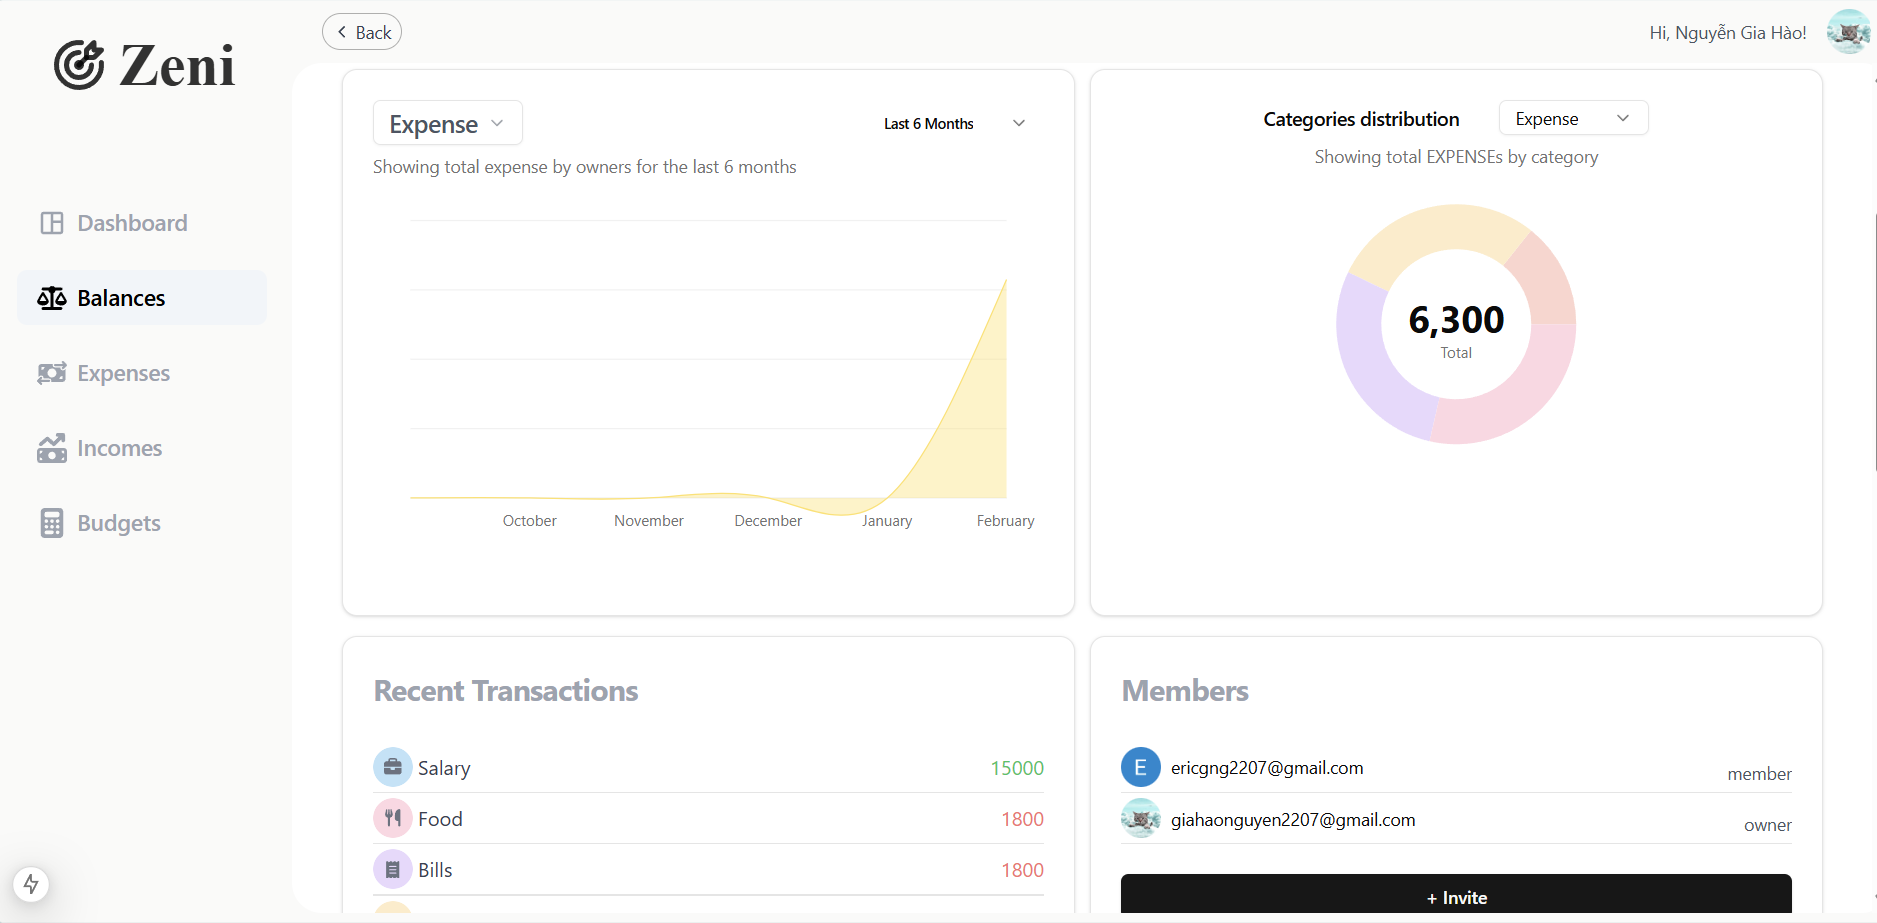 Zeni
Dashboard
Balances
Expenses
Incomes
Budgets
Back
Hi, Nguyễn Gia Hào!
Expense
Last 6 Months
Showing total expense by owners for the last 6 months
October November December January February
Categories distribution
Expense
Showing total EXPENSEs by category
6,300
Total
Recent Transactions
Salary 15000
Food 1800
Bills 1800
Members
E
ericgng2207@gmail.com member
giahaonguyen2207@gmail.com owner
+ Invite